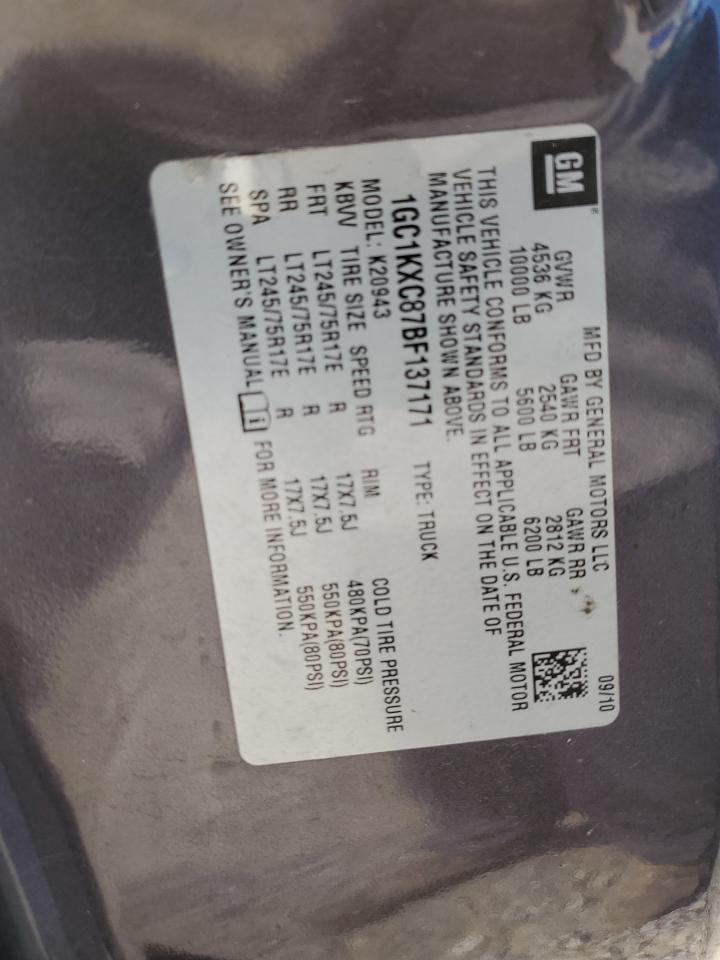 GM
MFD BY GENERAL MOTORS LLC 09/10
GVWR GAWR FRT GAWR RR
4536 KG 2540 KG 2812 KG
10000 LB 5600 LB 6200 LB
THIS VEHICLE CONFORMS TO ALL APPLICABLE U.S. FEDERAL MOTOR
VEHICLE SAFETY STANDARDS IN EFFECT ON THE DATE OF
MANUFACTURE SHOWN ABOVE.
1GC1KXC87BF137171 TYPE: TRUCK
MODEL: K20943
KBVV TIRE SIZE SPEED RTG RIM COLD TIRE PRESSURE
FRT LT245/75R17E R 17X7.5J 480KPA(70PSI)
RR LT245/75R17E R 17X7.5J 550KPA(80PSI)
SPA LT245/75R17E R 17X7.5J 550KPA(80PSI)
SEE OWNER'S MANUAL FOR MORE INFORMATION.